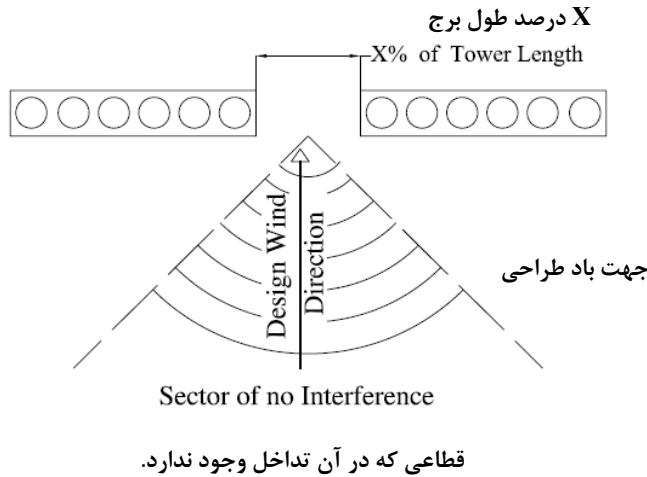 X درصد طول برج
X% of Tower Length
Design Wind
Direction
جهت باد طراحی
Sector of no Interference
قطاعی که در آن تداخل وجود ندارد.